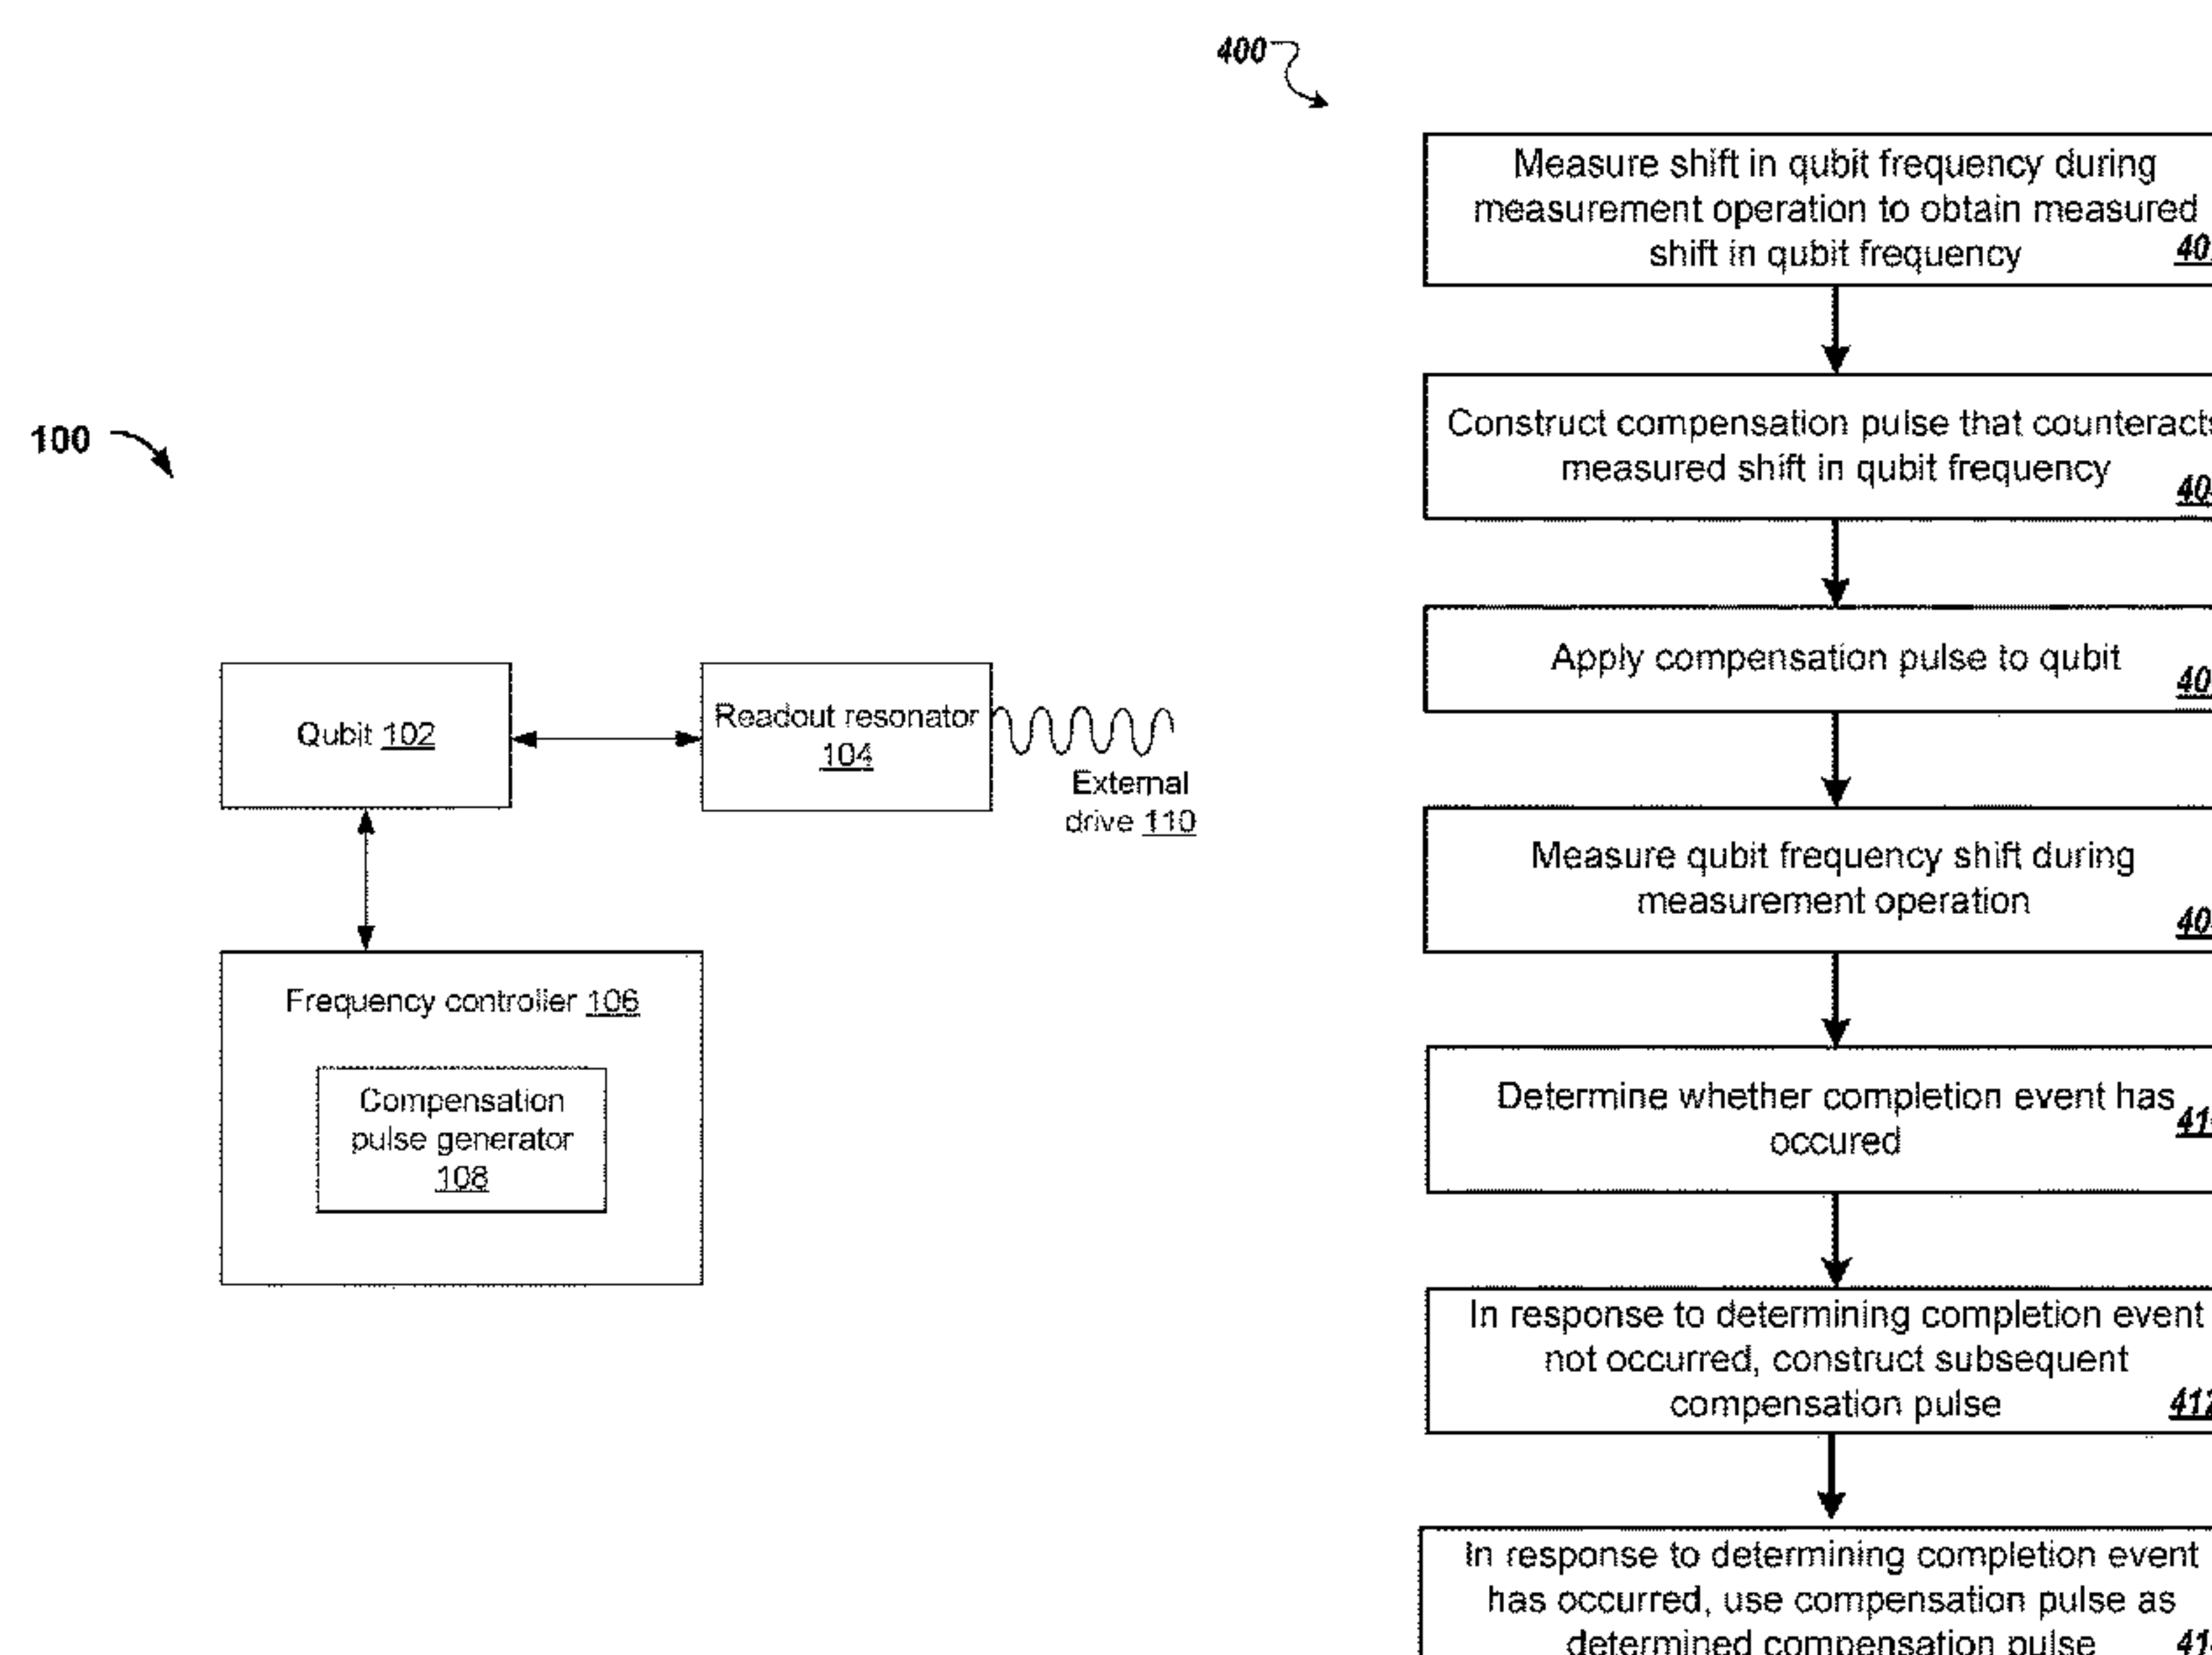 100
Qubit 102
Readout resonator
104
External
drive 110
Frequency controller 106
Compensation
pulse generator
108
400
Measure shift in qubit frequency during
measurement operation to obtain measured
shift in qubit frequency
Construct compensation pulse that counteracts
measured shift in qubit frequency
Apply compensation pulse to qubit
Measure qubit frequency shift during
measurement operation
Determine whether completion event has
occured
In response to determining completion event
not occurred, construct subsequent
compensation pulse 412
In response to determining completion event
has occurred, use compensation pulse as
determined compensation pulse